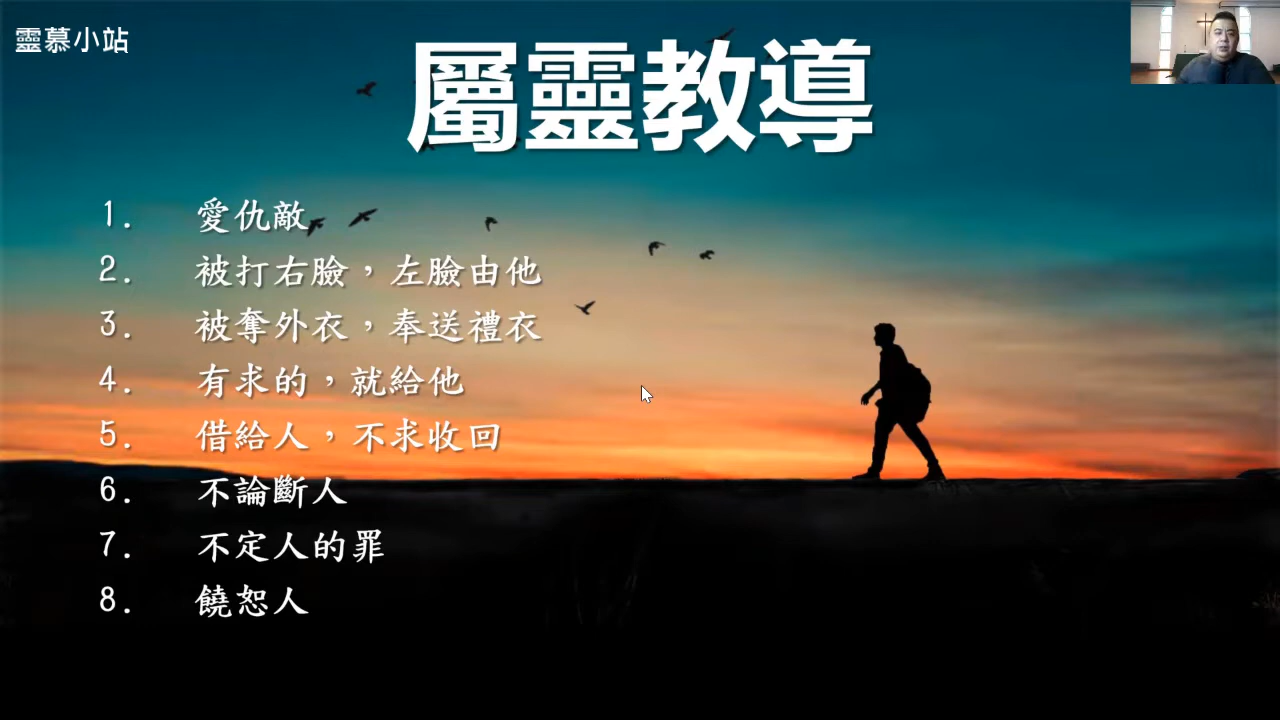 靈慕小站
屬靈教導
1. 愛仇敵
2. 被打右臉,左臉由他
3. 被奪外衣,奉送禮衣
4. 有求的,就給他
5. 借給人,不求收回
6. 不論斷人
7. 不定人的罪
8. 饒恕人